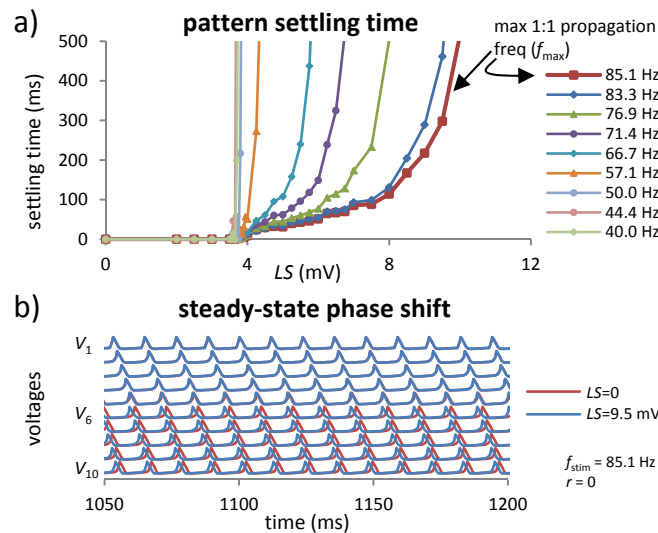 a) pattern settling time
max 1:1 propagation
freq (fmax)
settling time (ms)
500
400
300
200
100
0
0 4 8 12
LS (mV)
85.1 Hz
83.3 Hz
76.9 Hz
71.4 Hz
66.7 Hz
57.1 Hz
50.0 Hz
44.4 Hz
40.0 Hz
b) steady-state phase shift
voltages
V1
V6
V10
1050 1100 1150 1200
time (ms)
LS=0
LS=9.5 mV
fstim = 85.1 Hz
r = 0